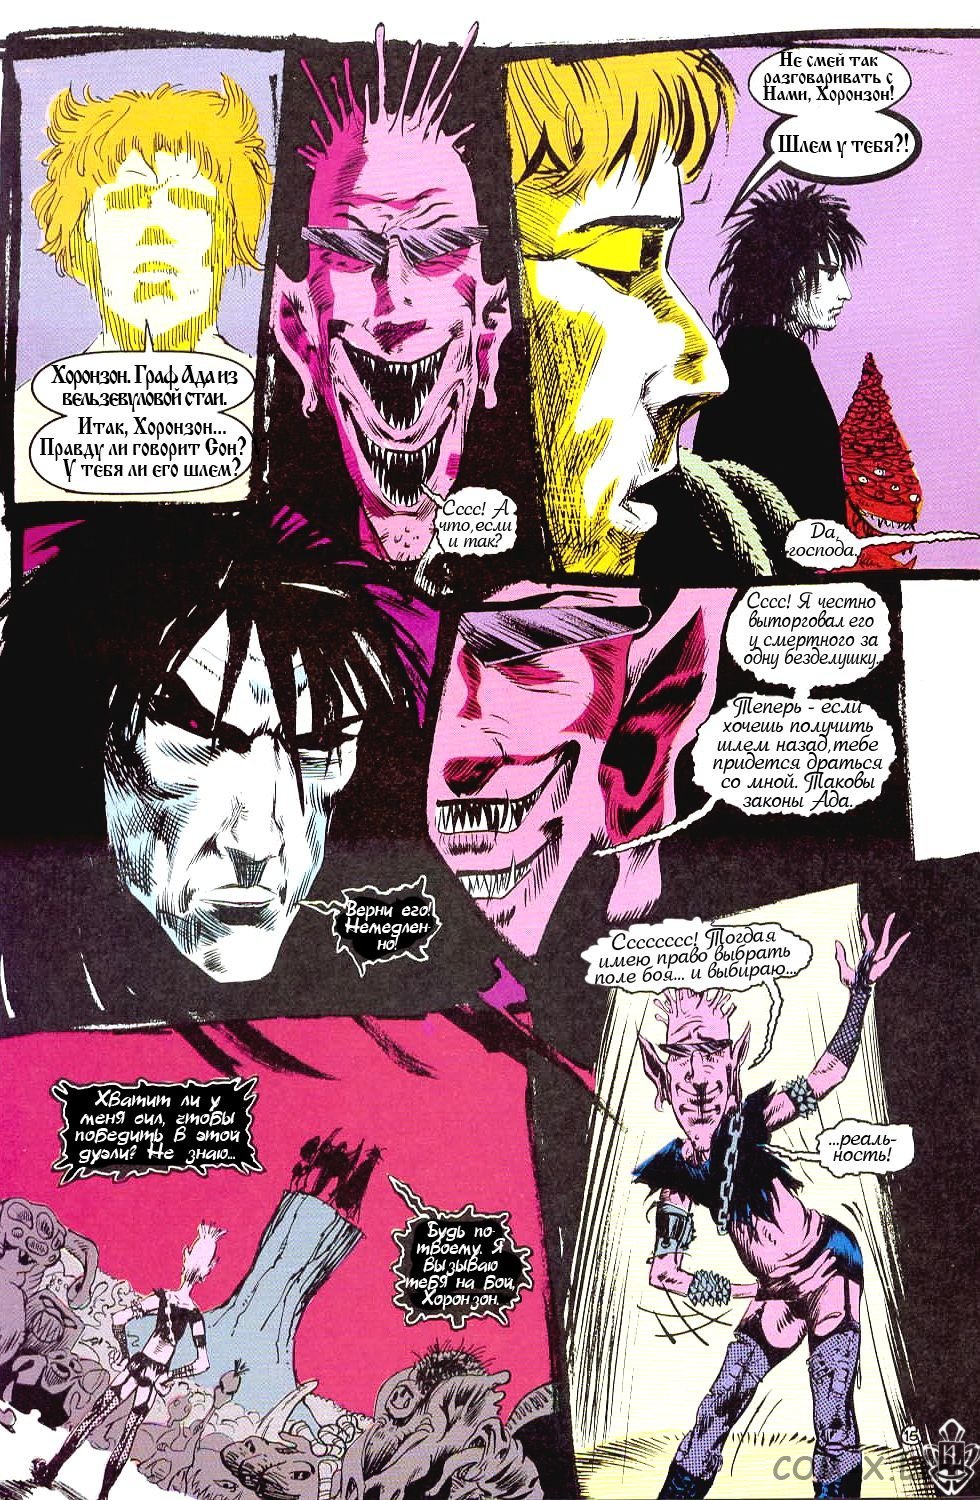 Хоронзон. Граф Ада из
вельзевуловой стаи.
Итак, Хоронзон...
Правду ли говорит Сон?
У тебя ли его шлем?
Сссс! А
что, если
и так?
Не смей так
разговаривать с
Нами, Хоронзон!
Шлем у тебя?!
Да,
господа.
Верни его!
Немедлен-
но!
Сссс! Я честно
выторговал его
у смертного за
одну безделушку.
Теперь - если
хочешь получить
шлем назад, тебе
придется драться
со мной. Таковы
законы Ада.
Хватит ли у
меня сил, чтобы
победить в этой
дуэли? Не знаю...
Будь по-
твоему. Я
вызываю
тебя на бой,
Хоронзон.
Сссссссс! Тогда я
имею право выбрать
поле боя... и выбираю...
...реаль-
ность!
15